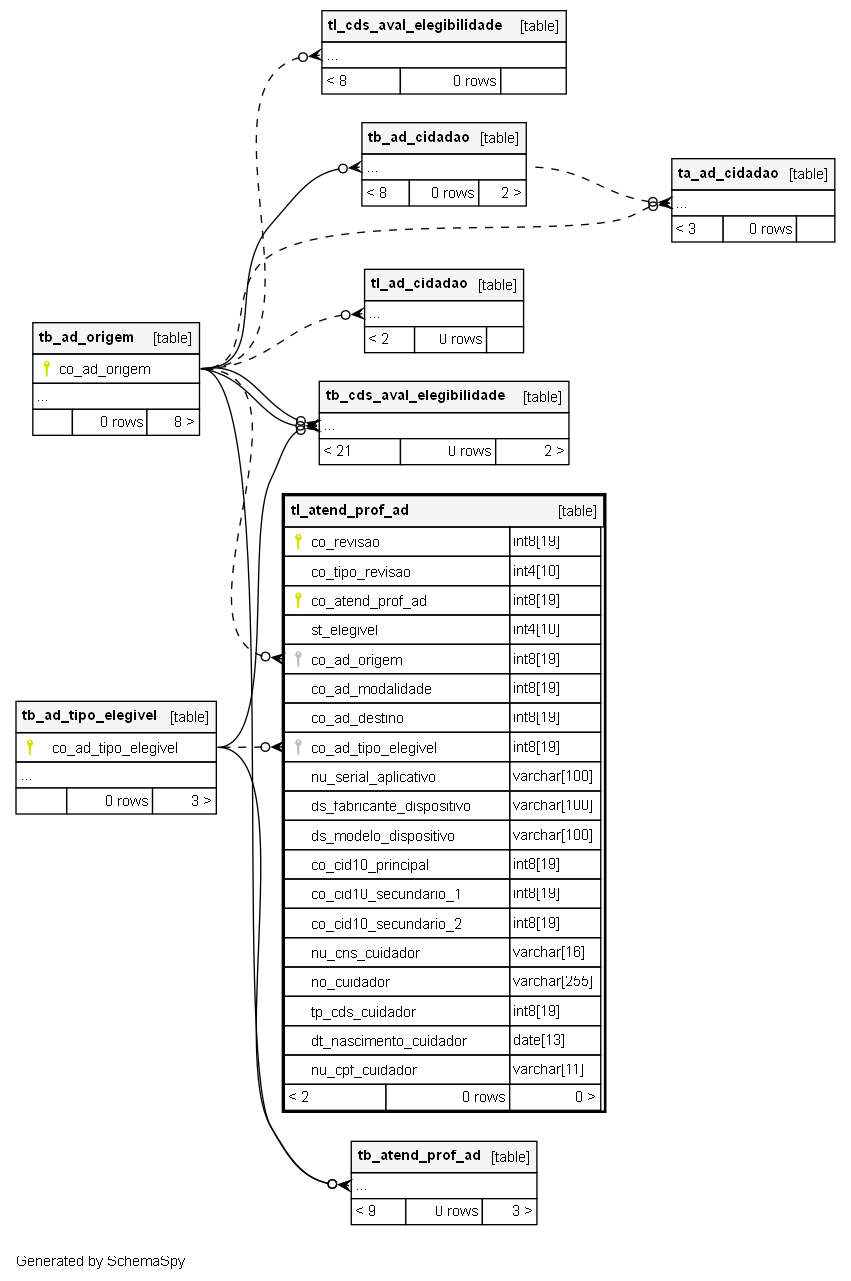 tl_cds_aval_elegibilidade [table]
...
< 8 0 rows
tb_ad_cidadao [table]
...
< 8 0 rows 2 >
ta_ad_cidadao [table]
...
< 3 0 rows
tl_ad_cidadao [table]
...
< 2 0 rows
tb_ad_origem [table]
co_ad_origem
...
0 rows 8 >
tb_cds_aval_elegibilidade [table]
...
< 21 0 rows 2 >
tl_atend_prof_ad [table]
co_revisao int8[19]
co_tipo_revisao int4[10]
co_atend_prof_ad int8[19]
st_elegivel int4[10]
co_ad_origem int8[19]
co_ad_modalidade int8[19]
co_ad_destino int8[19]
co_ad_tipo_elegivel int8[19]
nu_serial_aplicativo varchar[100]
ds_fabricante_dispositivo varchar[100]
ds_modelo_dispositivo varchar[100]
co_cid10_principal int8[19]
co_cid10_secundario_1 int8[19]
co_cid10_secundario_2 int8[19]
nu_cns_cuidador varchar[16]
no_cuidador varchar[255]
tp_cds_cuidador int8[19]
dt_nascimento_cuidador date[13]
nu_cpf_cuidador varchar[11]
< 2 0 rows 0 >
tb_ad_tipo_elegivel [table]
co_ad_tipo_elegivel
...
0 rows 3 >
tb_atend_prof_ad [table]
...
< 9 0 rows 3 >
Generated by SchemaSpy